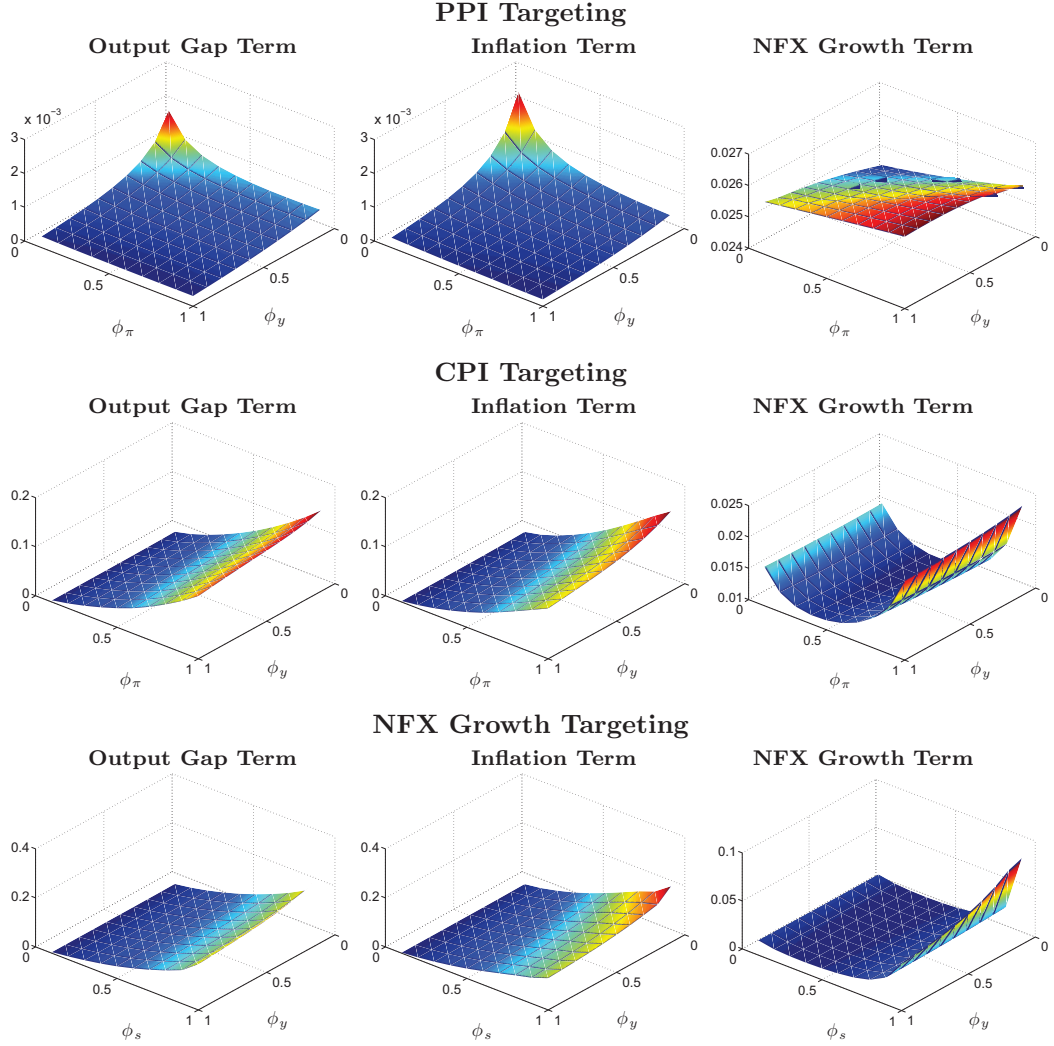 PPI Targeting
Output Gap Term
Inflation Term
NFX Growth Term
x 10⁻³
3
2
1
0
0
0.5
1
1
0.5
0
ϕπ
ϕy
x 10⁻³
3
2
1
0
0
0.5
1
1
0.5
0
ϕπ
ϕy
0.027
0.026
0.025
0.024
0
0.5
1
1
0.5
0
ϕπ
ϕy
CPI Targeting
Output Gap Term
Inflation Term
NFX Growth Term
0.2
0.1
0
0
0.5
1
1
0.5
0
ϕπ
ϕy
0.2
0.1
0
0
0.5
1
1
0.5
0
ϕπ
ϕy
0.025
0.02
0.015
0.01
0
0.5
1
1
0.5
0
ϕπ
ϕy
NFX Growth Targeting
Output Gap Term
Inflation Term
NFX Growth Term
0.4
0.2
0
0
0.5
1
1
0.5
0
ϕs
ϕy
0.4
0.2
0
0
0.5
1
1
0.5
0
ϕs
ϕy
0.1
0.05
0
0
0.5
1
1
0.5
0
ϕs
ϕy